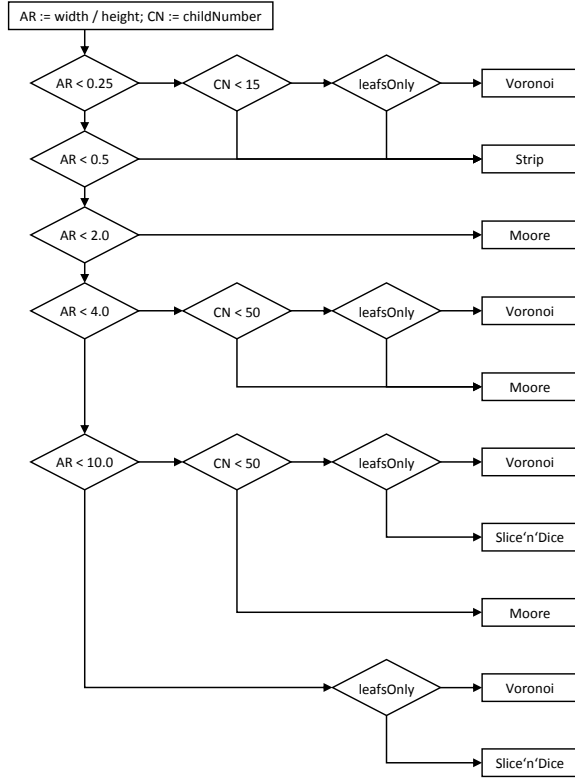 AR := width / height; CN := childNumber
AR < 0.25
CN < 15
leafsOnly
Voronoi
AR < 0.5
Strip
AR < 2.0
Moore
AR < 4.0
CN < 50
leafsOnly
Voronoi
Moore
AR < 10.0
CN < 50
leafsOnly
Voronoi
Slice‘n‘Dice
Moore
leafsOnly
Voronoi
Slice‘n‘Dice